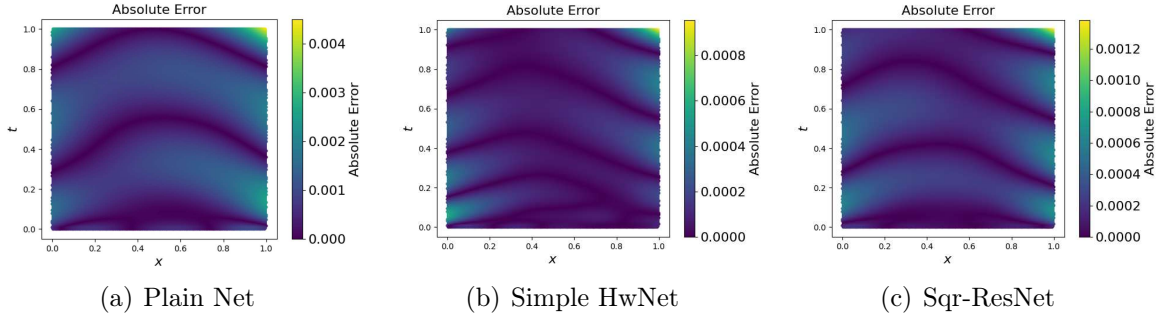 Absolute Error
1.0
0.8
0.6
0.4
0.2
0.0
t
0.0 0.2 0.4 0.6 0.8 1.0
x
0.004
0.003
0.002
0.001
0.000
Absolute Error
(a) Plain Net
Absolute Error
1.0
0.8
0.6
0.4
0.2
0.0
t
0.0 0.2 0.4 0.6 0.8 1.0
x
0.0008
0.0006
0.0004
0.0002
0.0000
Absolute Error
(b) Simple HwNet
Absolute Error
1.0
0.8
0.6
0.4
0.2
0.0
t
0.0 0.2 0.4 0.6 0.8 1.0
x
0.0012
0.0010
0.0008
0.0006
0.0004
0.0002
0.0000
Absolute Error
(c) Sqr-ResNet